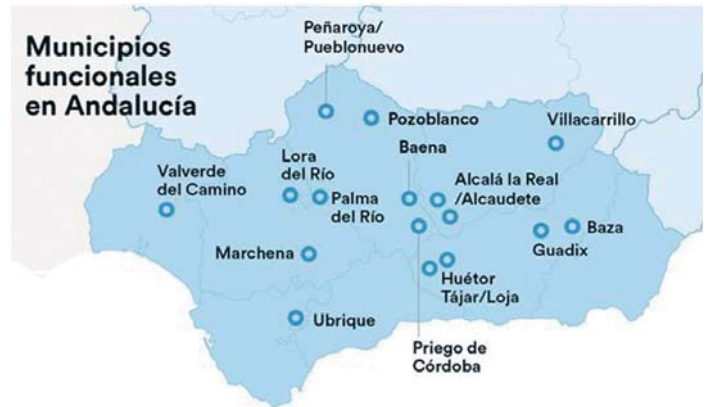 Municipios
funcionales
en Andalucía
Peñaroya/
Pueblonuevo
Pozoblanco
Villacarrillo
Baena
Lora
del Río
Valverde
del Camino
Palma
del Río
Alcalá la Real
/Alcaudete
Baza
Guadix
Marchena
Huétor
Tájar/Loja
Ubrique
Priego de
Córdoba